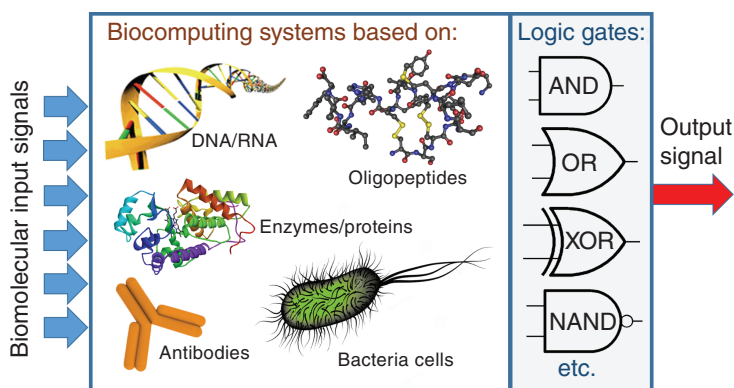 Biomolecular input signals
Biocomputing systems based on:
DNA/RNA
Oligopeptides
Enzymes/proteins
Antibodies
Bacteria cells
Logic gates:
AND
OR
XOR
NAND
etc.
Output
signal